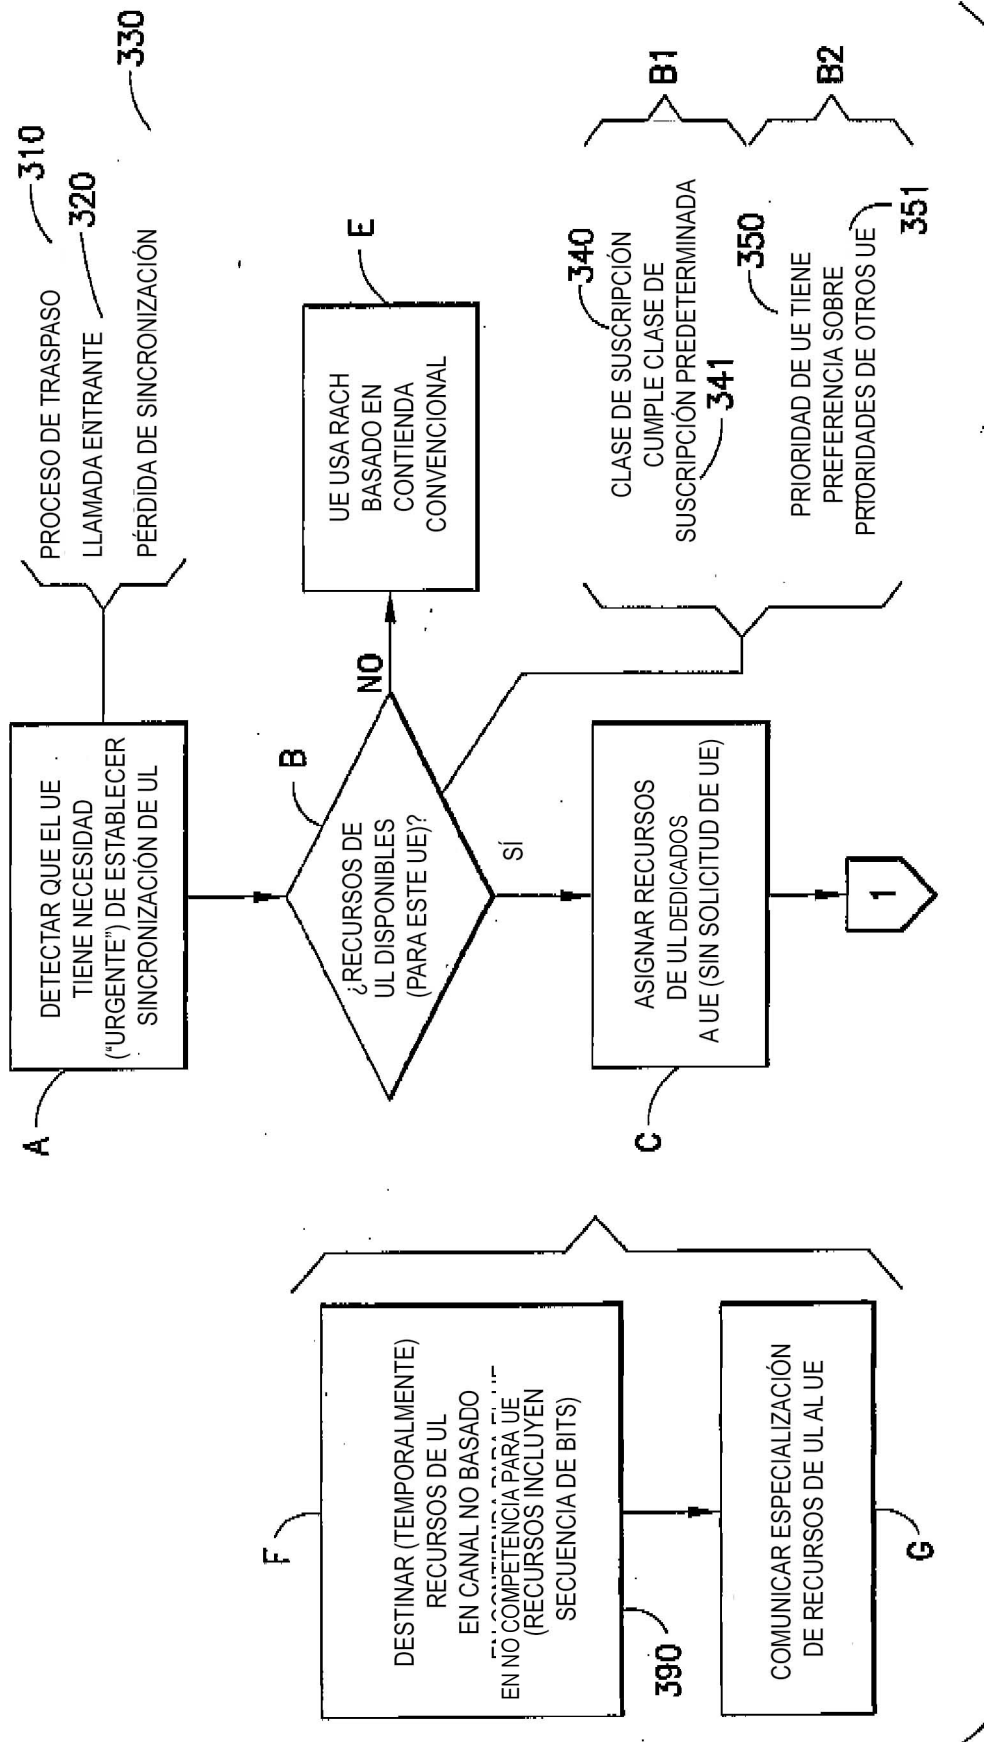 A
DETECTAR QUE EL UE
TIENE NECESIDAD
("URGENTE") DE ESTABLECER
SINCRONIZACIÓN DE UL
PROCESO DE TRASPASO
310
LLAMADA ENTRANTE
320
PÉRDIDA DE SINCRONIZACIÓN
330
B
¿RECURSOS DE
UL DISPONIBLES
(PARA ESTE UE)?
NO
SÍ
E
UE USA RACH
BASADO EN
CONTIENDA
CONVENCIONAL
340
CLASE DE SUSCRIPCIÓN
CUMPLE CLASE DE
SUSCRIPCIÓN PREDETERMINADA
341
B1
350
PRIORIDAD DE UE TIENE
PREFERENCIA SOBRE
PRIORIDADES DE OTROS UE
351
B2
C
ASIGNAR RECURSOS
DE UL DEDICADOS
A UE (SIN SOLICITUD DE UE)
1
F
DESTINAR (TEMPORALMENTE)
RECURSOS DE UL
EN CANAL NO BASADO
EN NO COMPETENCIA PARA UE
(RECURSOS INCLUYEN
SECUENCIA DE BITS)
390
COMUNICAR ESPECIALIZACIÓN
DE RECURSOS DE UL AL UE
G